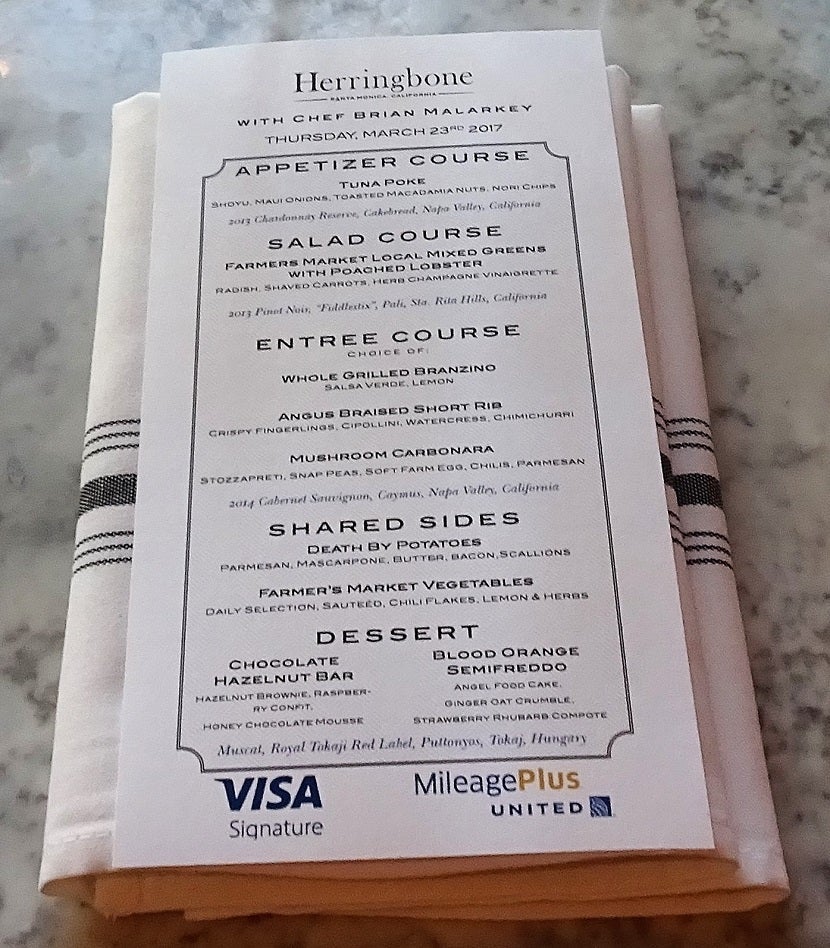 Herringbone
SANTA MONICA, CALIFORNIA
WITH CHEF BRIAN MALARKEY
THURSDAY, MARCH 23RD 2017
APPETIZER COURSE
TUNA POKE
SHOYU, MAUI ONIONS, TOASTED MACADAMIA NUTS, NORI CHIPS
2013 Chardonnay Reserve, Cakebread, Napa Valley, California
SALAD COURSE
FARMERS MARKET LOCAL MIXED GREENS
WITH POACHED LOBSTER
RADISH, SHAVED CARROTS, HERB CHAMPAGNE VINAIGRETTE
2013 Pinot Noir, "Fiddlestix", Pali, Sta. Rita Hills, California
ENTREE COURSE
CHOICE OF:
WHOLE GRILLED BRANZINO
SALSA VERDE, LEMON
ANGUS BRAISED SHORT RIB
CRISPY FINGERLINGS, CIPOLLINI, WATERCRESS, CHIMICHURRI
MUSHROOM CARBONARA
STOZZAPRETI, SNAP PEAS, SOFT FARM EGG, CHILIS, PARMESAN
2014 Cabernet Sauvignon, Caymus, Napa Valley, California
SHARED SIDES
DEATH BY POTATOES
PARMESAN, MASCARPONE, BUTTER, BACON,SCALLIONS
FARMER'S MARKET VEGETABLES
DAILY SELECTION, SAUTEED, CHILI FLAKES, LEMON & HERBS
DESSERT
CHOCOLATE
HAZELNUT BAR
HAZELNUT BROWNIE, RASPBER-
RY CONFIT,
HONEY CHOCOLATE MOUSSE
BLOOD ORANGE
SEMIFREDDO
ANGEL FOOD CAKE,
GINGER OAT CRUMBLE,
STRAWBERRY RHUBARB COMPOTE
Muscat, Royal Tokaji Red Label, Puttonyos, Tokaj, Hungary
VISA
Signature
MileagePlus
UNITED